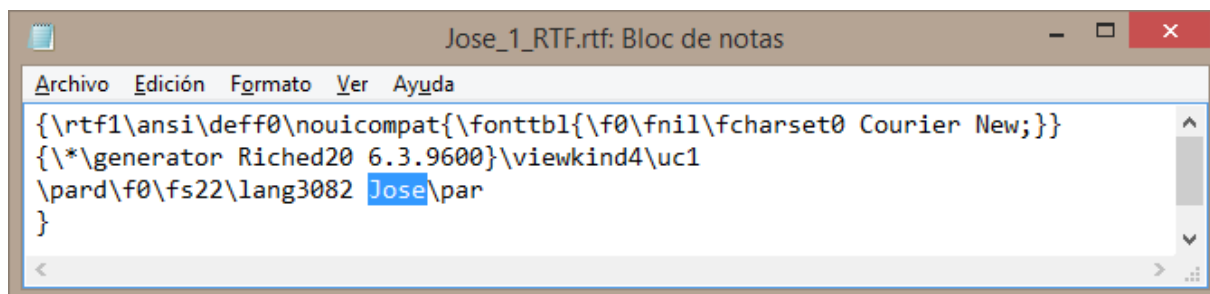 Jose_1_RTF.rtf: Bloc de notas
Archivo Edición Formato Ver Ayuda
{\rtf1\ansi\deff0\nouicompat{\fonttbl{\f0\fnil\fcharset0 Courier New;}}
{\*\generator Riched20 6.3.9600}\viewkind4\uc1
\pard\f0\fs22\lang3082 Jose\par
}